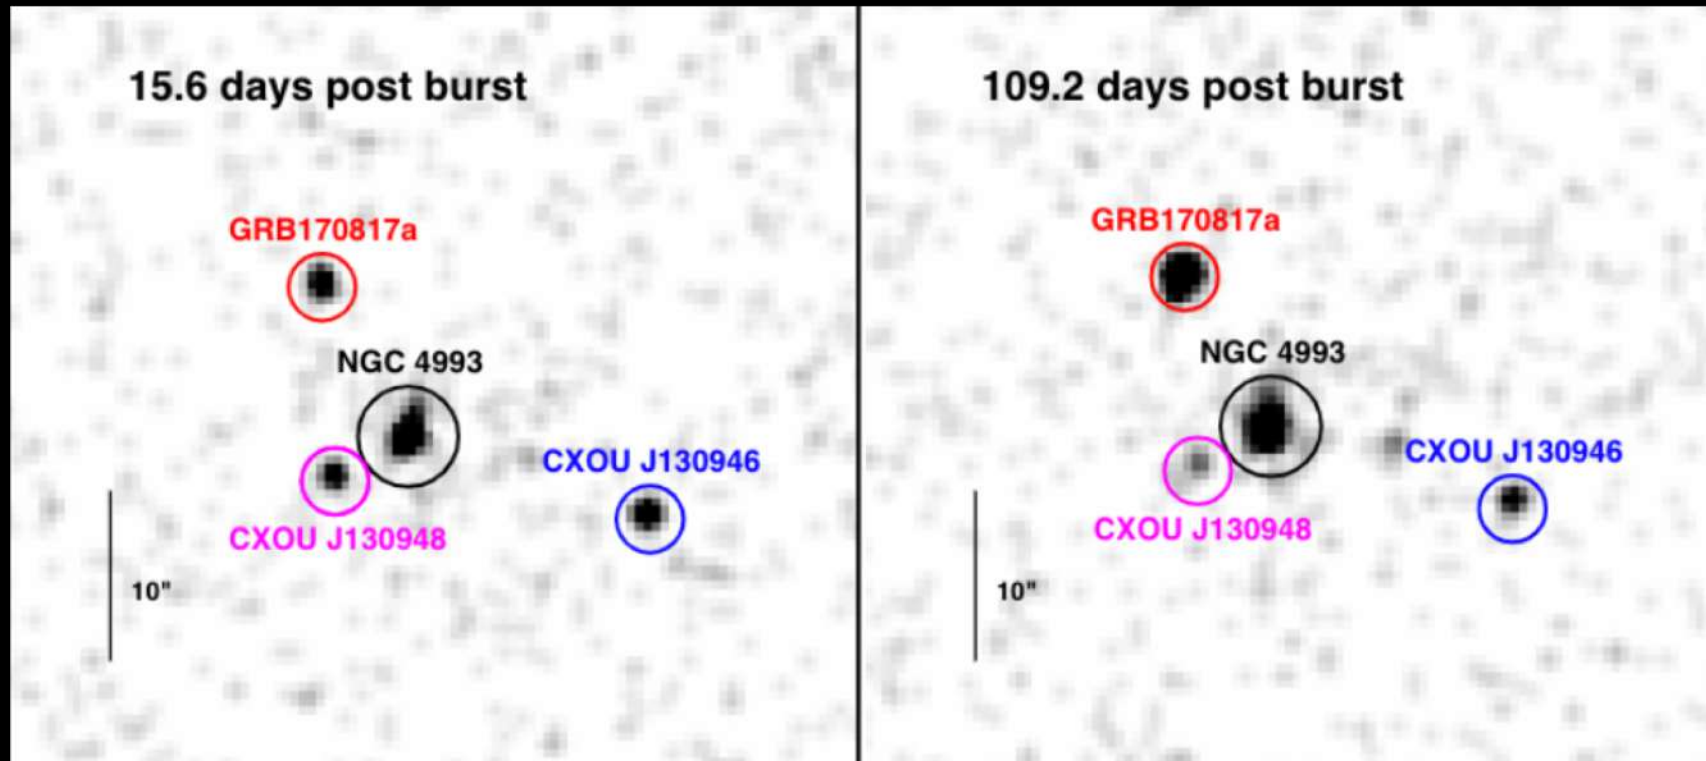 15.6 days post burst
GRB170817a
NGC 4993
CXOU J130946
CXOU J130948
10"
109.2 days post burst
GRB170817a
NGC 4993
CXOU J130946
CXOU J130948
10"